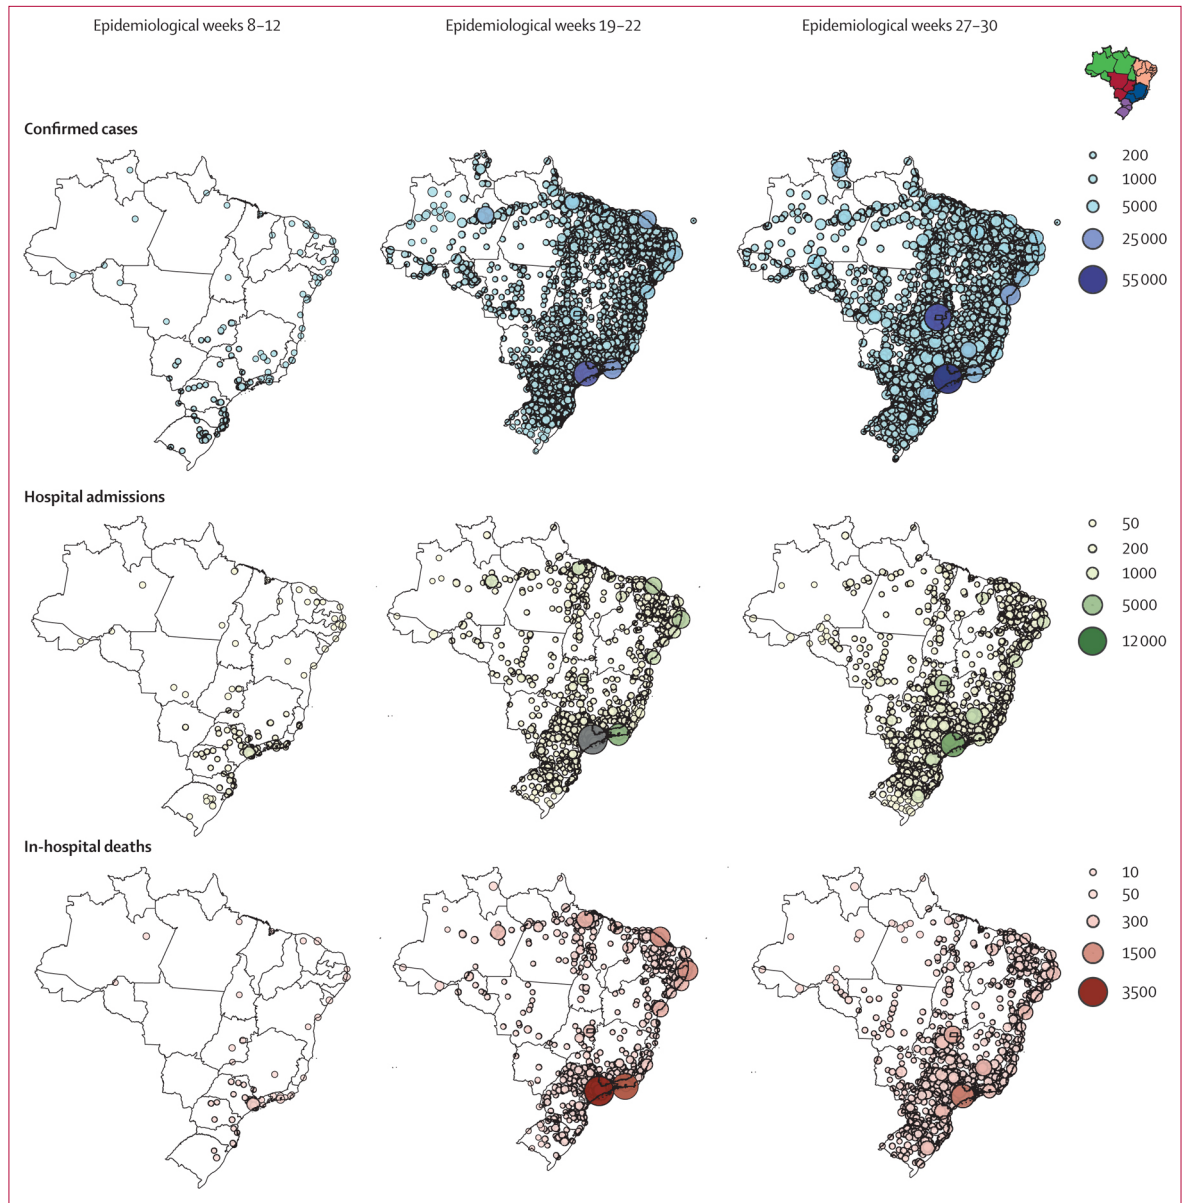 Epidemiological weeks 8–12
Epidemiological weeks 19–22
Epidemiological weeks 27–30
Confirmed cases
200
1000
5000
25 000
55 000
Hospital admissions
50
200
1000
5000
12 000
In-hospital deaths
10
50
300
1500
3500